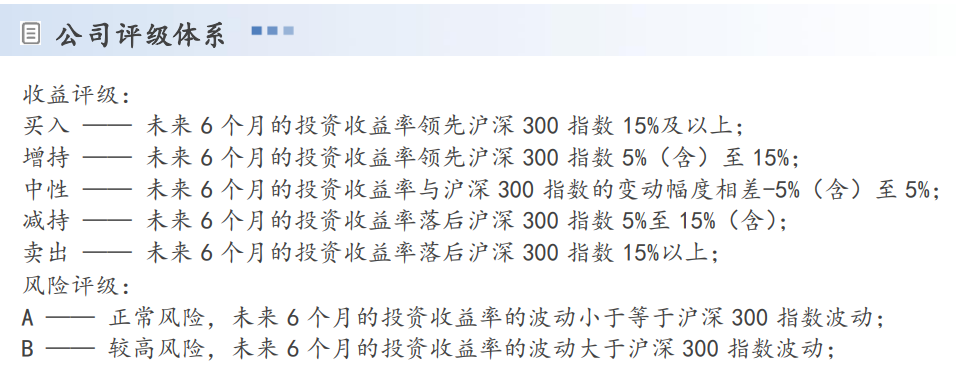 公司评级体系
收益评级：
买入 —— 未来 6 个月的投资收益率领先沪深 300 指数 15%及以上；
增持 —— 未来 6 个月的投资收益率领先沪深 300 指数 5%（含）至 15%；
中性 —— 未来 6 个月的投资收益率与沪深 300 指数的变动幅度相差-5%（含）至 5%；
减持 —— 未来 6 个月的投资收益率落后沪深 300 指数 5%至 15%（含）；
卖出 —— 未来 6 个月的投资收益率落后沪深 300 指数 15%以上；
风险评级：
A —— 正常风险，未来 6 个月的投资收益率的波动小于等于沪深 300 指数波动；
B —— 较高风险，未来 6 个月的投资收益率的波动大于沪深 300 指数波动；